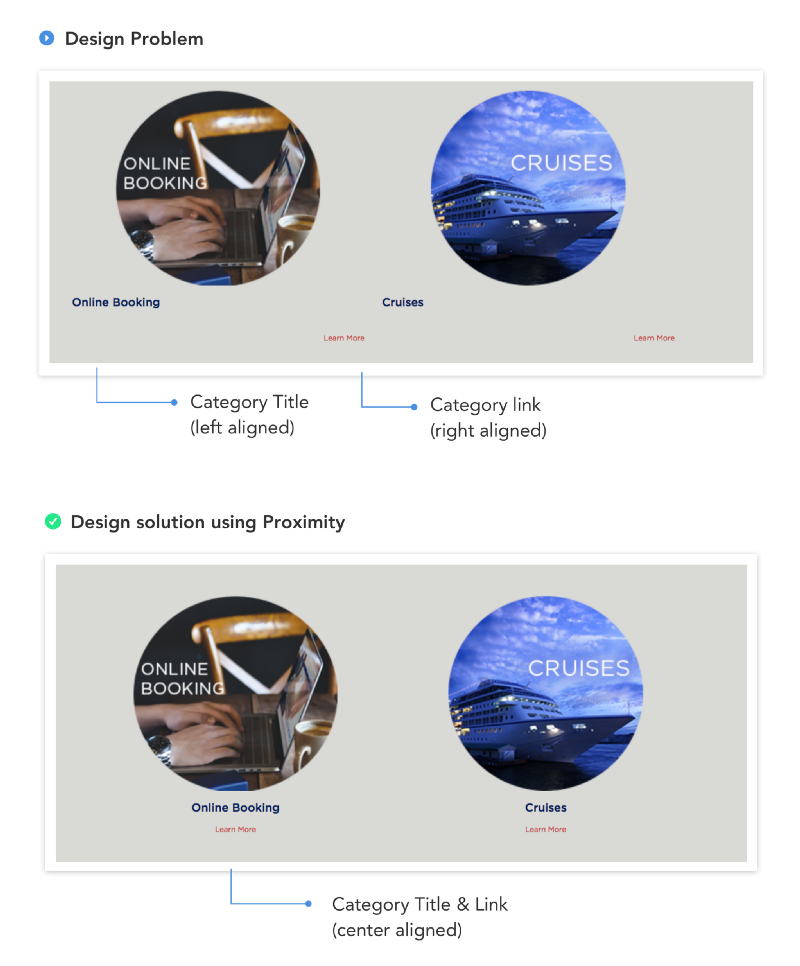 Design Problem
ONLINE
BOOKING
CRUISES
Online Booking
Cruises
Learn More
Learn More
Category Title
(left aligned)
Category link
(right aligned)
Design solution using Proximity
ONLINE
BOOKING
CRUISES
Online Booking
Cruises
Learn More
Learn More
Category Title & Link
(center aligned)